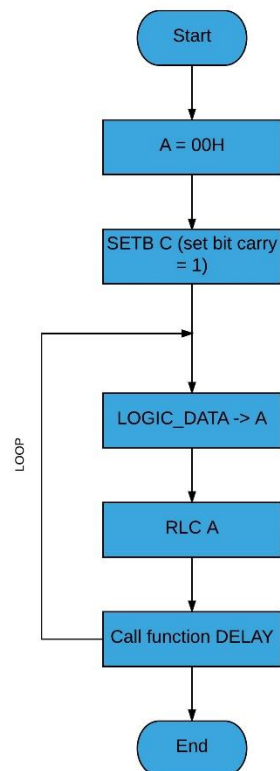 Start
A = 00H
SETB C (set bit carry
= 1)
LOGIC_DATA -> A
LOOP
RLC A
Call function DELAY
End